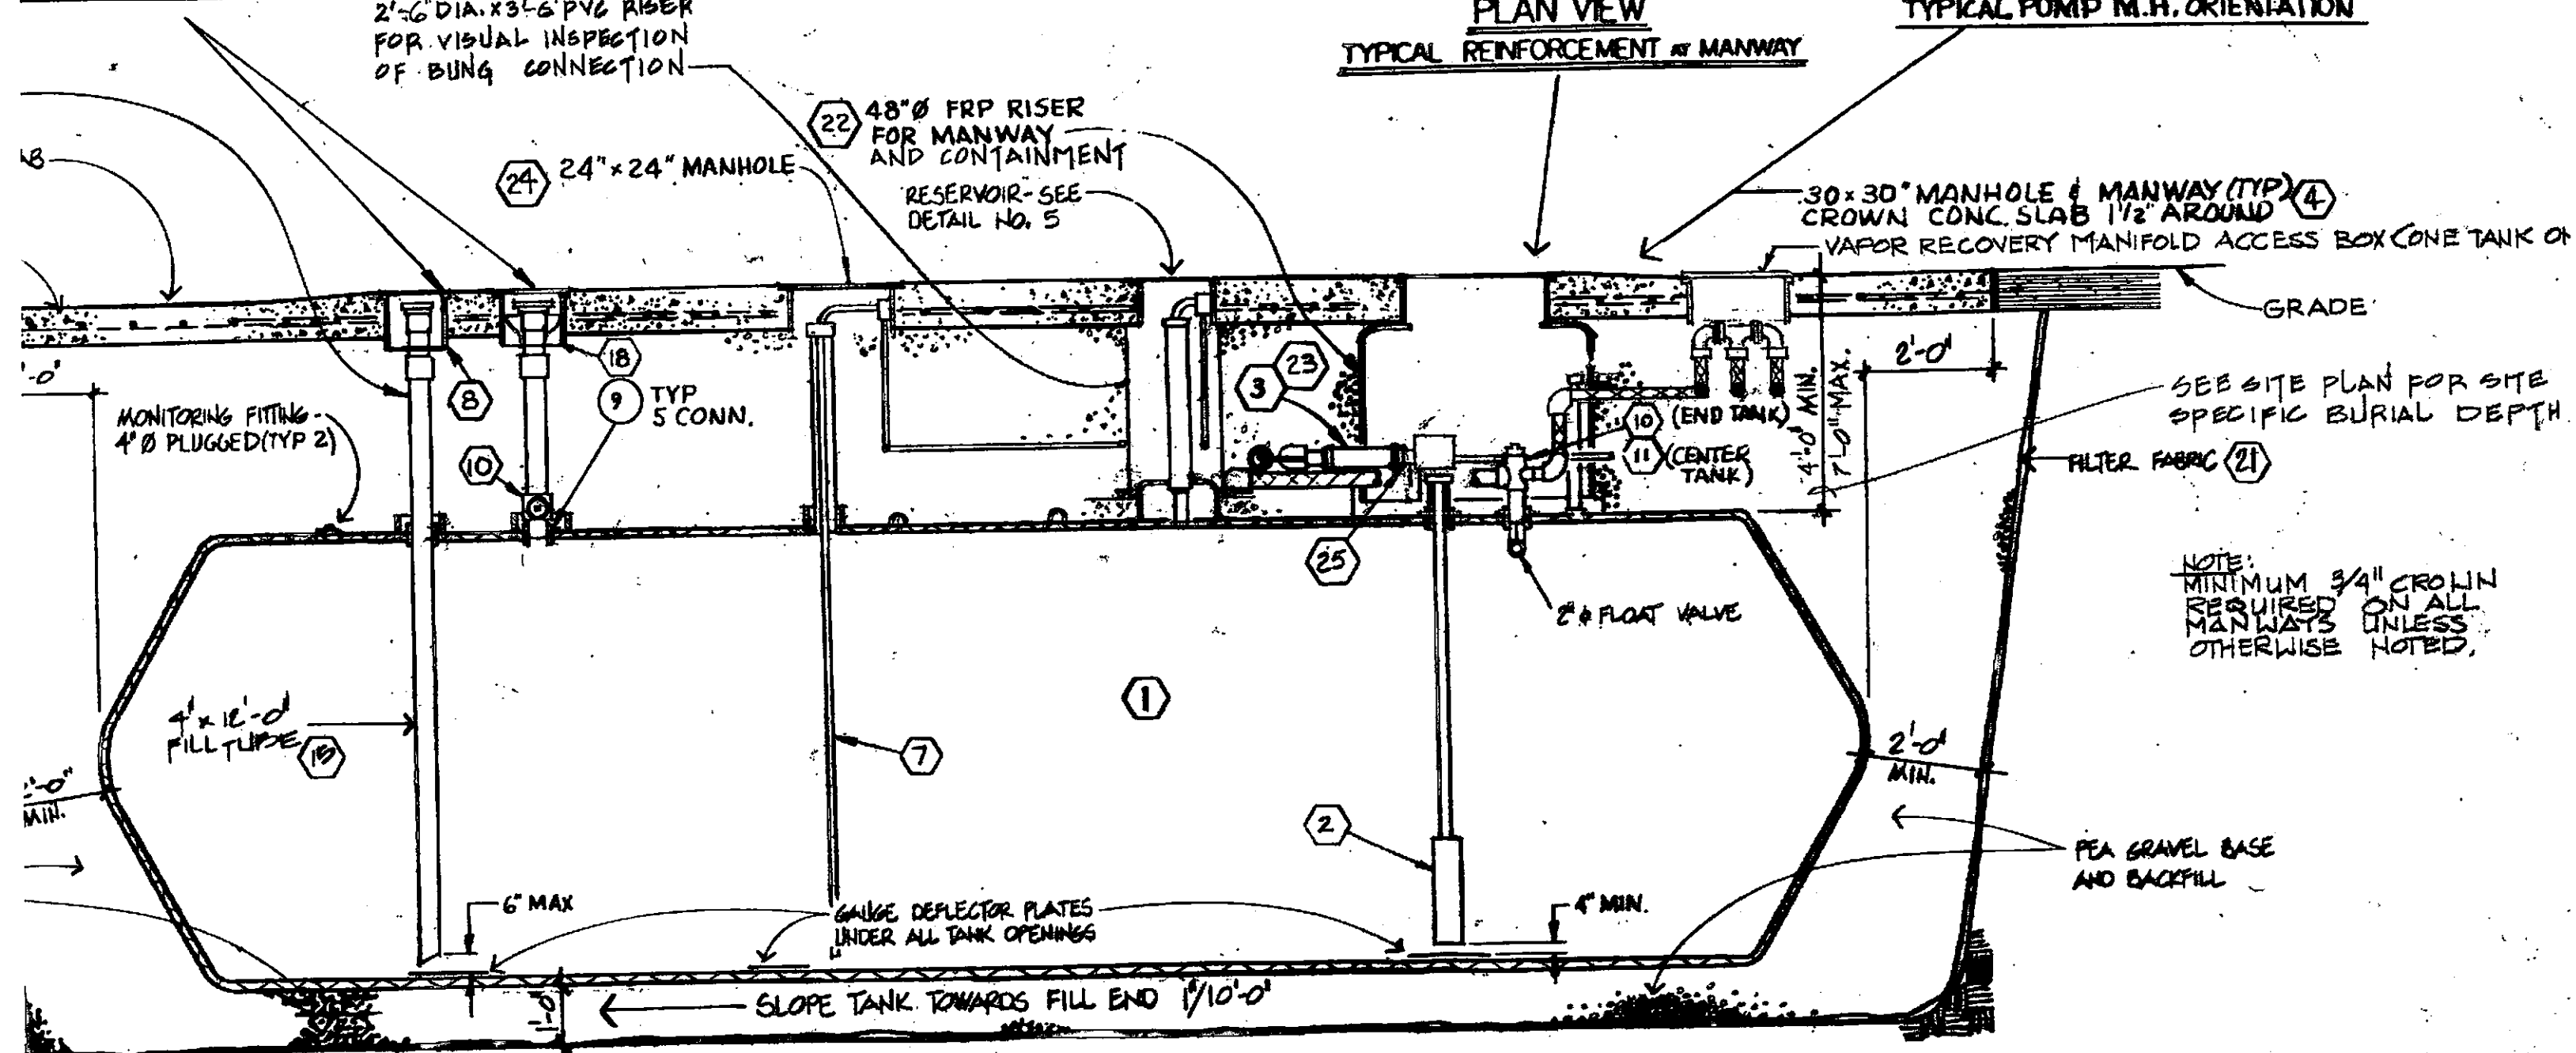 2'-6" DIA. x 3'-6" PVC RISER
FOR VISUAL INSPECTION
OF BUNG CONNECTION
PLAN VIEW
TYPICAL REINFORCEMENT AT MANWAY
TYPICAL PUMP M.H. ORIENTATION
22
48"Ø FRP RISER
FOR MANWAY
AND CONTAINMENT
24
24" x 24" MANHOLE
RESERVOIR - SEE
DETAIL NO. 5
30 x 30" MANHOLE & MANWAY (TYP)
4
CROWN CONC. SLAB 1 1/2" AROUND
VAPOR RECOVERY MANIFOLD ACCESS BOX (ONE TANK
GRADE
18
8
9
TYP
5 CONN.
3
23
2'-0"
4'-0" MIN.
7'-0" MAX.
SEE SITE PLAN FOR SITE
SPECIFIC BURIAL DEPTH
MONITORING FITTING -
4"Ø PLUGGED (TYP 2)
10
10
(END TANK)
11
(CENTER
TANK)
FILTER FABRIC
21
25
2"Ø FLOAT VALVE
NOTE:
MINIMUM 3/4" CROWN
REQUIRED ON ALL
MANWAYS UNLESS
OTHERWISE NOTED.
1
4" x 12'-0"
FILL TUBE
15
7
2'-0"
MIN.
MIN.
2
PEA GRAVEL BASE
AND BACKFILL
6" MAX
GAUGE DEFLECTOR PLATES
UNDER ALL TANK OPENINGS
4" MIN.
1'-0"
SLOPE TANK TOWARDS FILL END 1"/10'-0"